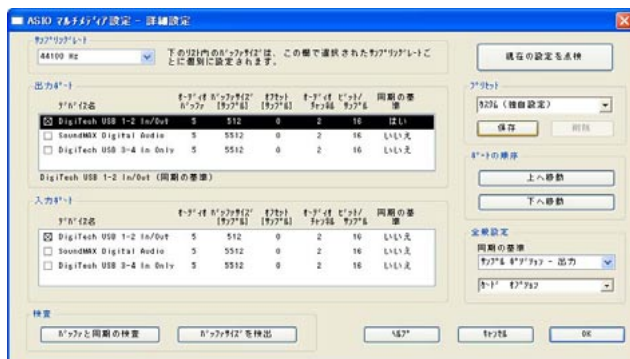 ASIO マルチメディア設定 - 詳細設定
ｻﾝﾌﾟﾘﾝｸﾞﾚｰﾄ
44100 Hz
下のﾘｽﾄ内のﾊﾞｯﾌｧｻｲｽﾞは、この欄で選択されたｻﾝﾌﾟﾘﾝｸﾞﾚｰﾄご
とに個別に設定されます。
現在の設定を点検
出力ﾎﾟｰﾄ
ﾃﾞﾊﾞｲｽ名 ｵｰﾃﾞｨｵ ﾊﾞｯﾌｧ ﾊﾞｯﾌｧｻｲｽﾞ [ｻﾝﾌﾟﾙ] ｵﾌｾｯﾄ [ｻﾝﾌﾟﾙ] ｵｰﾃﾞｨｵ ﾁｬﾝﾈﾙ ﾋﾞｯﾄ/ ｻﾝﾌﾟﾙ 同期の基準
DigiTech USB 1-2 In/Out 5 512 0 2 16 はい
SoundMAX Digital Audio 5 5512 0 2 16 いいえ
DigiTech USB 3-4 In Only 5 5512 0 2 16 いいえ
DigiTech USB 1-2 In/Out (同期の基準)
入力ﾎﾟｰﾄ
ﾃﾞﾊﾞｲｽ名 ｵｰﾃﾞｨｵ ﾊﾞｯﾌｧ ﾊﾞｯﾌｧｻｲｽﾞ [ｻﾝﾌﾟﾙ] ｵﾌｾｯﾄ [ｻﾝﾌﾟﾙ] ｵｰﾃﾞｨｵ ﾁｬﾝﾈﾙ ﾋﾞｯﾄ/ ｻﾝﾌﾟﾙ 同期の基準
DigiTech USB 1-2 In/Out 5 512 0 2 16 いいえ
SoundMAX Digital Audio 5 5512 0 2 16 いいえ
DigiTech USB 3-4 In Only 5 5512 0 2 16 いいえ
ﾌﾟﾘｾｯﾄ
ｶｽﾀﾑ (独自設定)
保存
削除
ﾎﾟｰﾄの順序
上へ移動
下へ移動
全般設定
同期の基準
ｻﾝﾌﾟﾙ ﾎﾟｼﾞｼｮﾝ - 出力
ｶｰﾄﾞ ｵﾌﾟｼｮﾝ
検査
ﾊﾞｯﾌｧと同期の検査
ﾊﾞｯﾌｧｻｲｽﾞを検出
ﾍﾙﾌﾟ
ｷｬﾝｾﾙ
OK